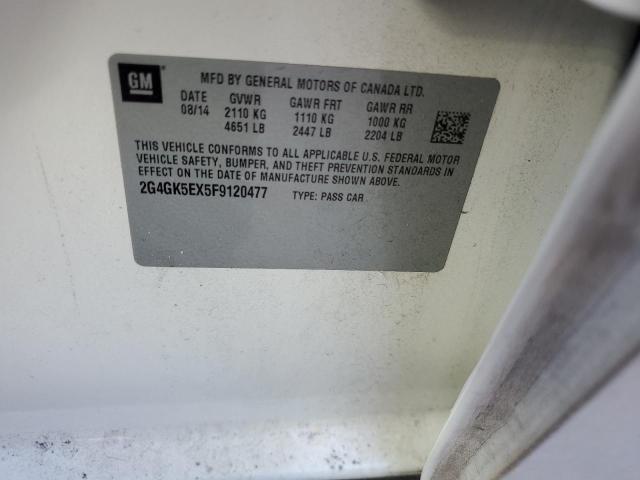 GM
MFD BY GENERAL MOTORS OF CANADA LTD.
DATE GVWR GAWR FRT GAWR RR
08/14 2110 KG 1110 KG 1000 KG
4651 LB 2447 LB 2204 LB
THIS VEHICLE CONFORMS TO ALL APPLICABLE U.S. FEDERAL MOTOR
VEHICLE SAFETY, BUMPER, AND THEFT PREVENTION STANDARDS IN
EFFECT ON THE DATE OF MANUFACTURE SHOWN ABOVE.
2G4GK5EX5F9120477 TYPE: PASS CAR